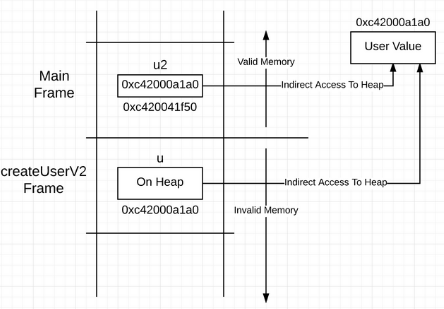 0xc42000a1a0
User Value
u2
Main
Frame
0xc42000a1a0
0xc420041f50
Valid Memory
Indirect Access To Heap
u
createUserV2
Frame
On Heap
0xc42000a1a0
Indirect Access To Heap
Invalid Memory